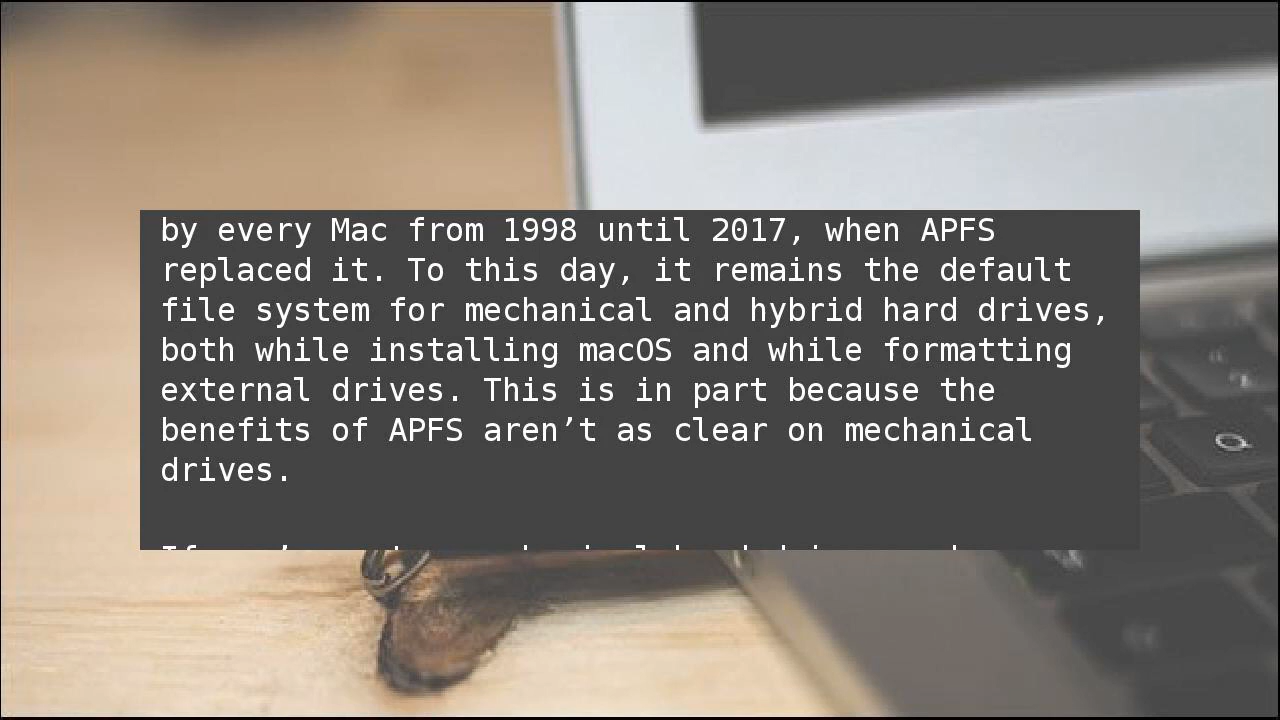 by every Mac from 1998 until 2017, when APFS
replaced it. To this day, it remains the default
file system for mechanical and hybrid hard drives,
both while installing macOS and while formatting
external drives. This is in part because the
benefits of APFS aren’t as clear on mechanical
drives.